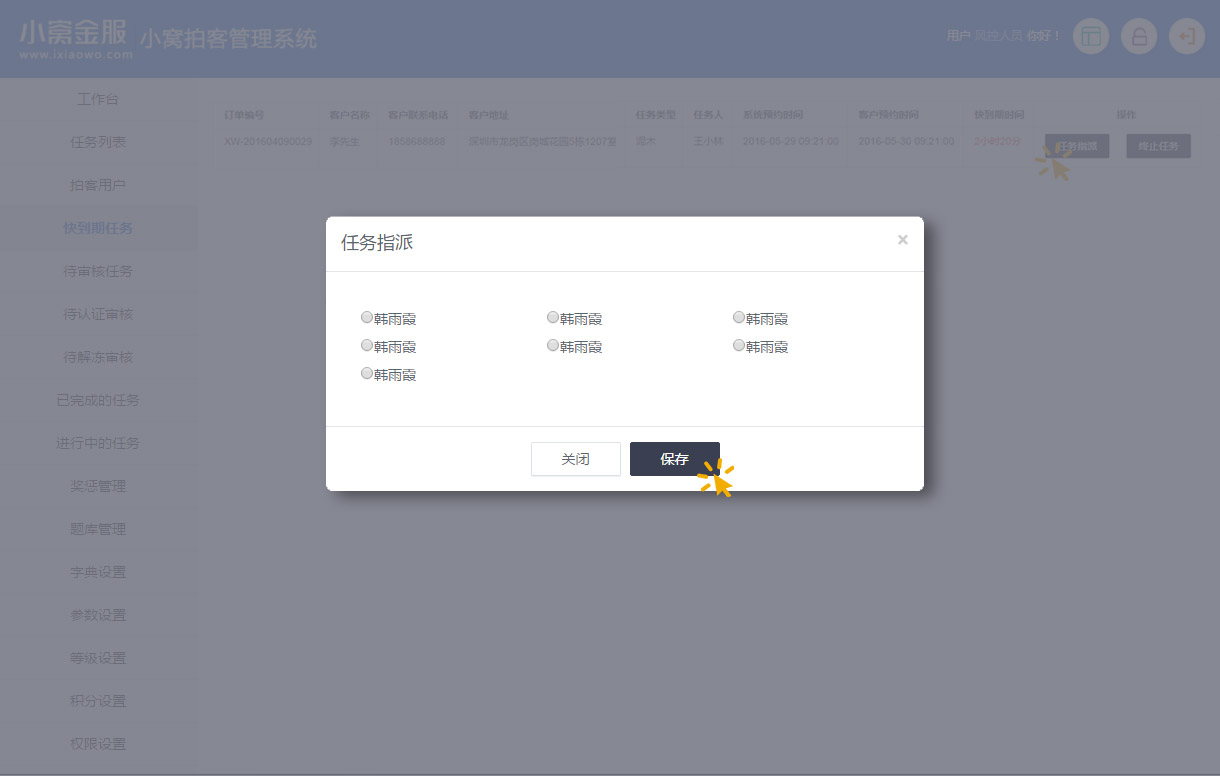 小窝金服
www.ixiaowo.com
小窝拍客管理系统
用户 风控人员 你好！
工作台
任务列表
拍客用户
快到期任务
待审核任务
待认证审核
待解冻审核
已完成的任务
进行中的任务
奖惩管理
题库管理
字典设置
参数设置
等级设置
积分设置
权限设置
订单编号 客户名称 客户联系电话 客户地址 任务类型 任务人 系统预约时间 客户预约时间 快到期时间 操作
XW-201604090029 李先生 1868688888 深圳市龙岗区岗城花园5栋1207室 王小林 2016-05-29 09:21:00 2016-05-30 09:21:00 2小时20分 任务指派 终止任务
任务指派 ×
韩雨霞 韩雨霞 韩雨霞
韩雨霞 韩雨霞 韩雨霞
韩雨霞
关闭 保存